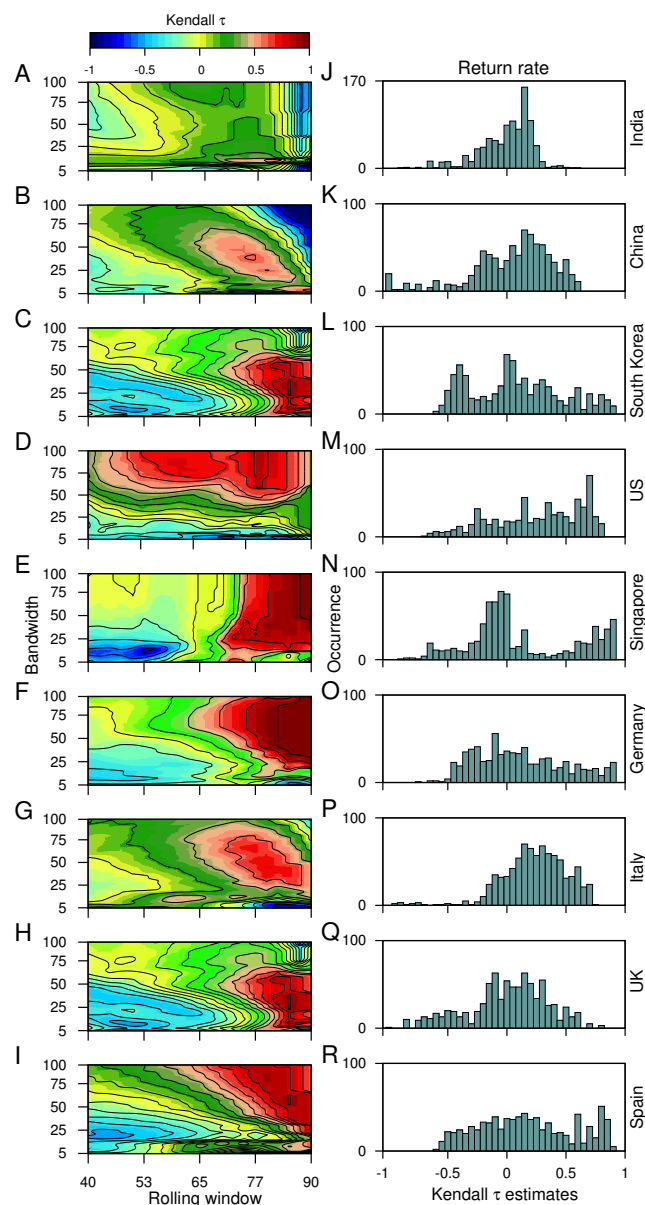 Kendall τ
-1 -0.5 0 0.5 1
A
100
75
50
25
5
J
Return rate
170
0
India
B
100
75
50
25
5
K
100
0
China
C
100
75
50
25
5
L
100
0
South Korea
D
100
75
50
25
5
M
100
0
US
E
100
50
25
5
Bandwidth
N
100
0
Occurrence
Singapore
F
100
75
50
25
5
O
100
0
Germany
G
100
75
50
25
5
P
100
0
Italy
H
100
75
50
25
5
Q
100
0
UK
I
100
75
50
25
5
R
100
0
Spain
40 53 65 77 90
Rolling window
-1 -0.5 0 0.5 1
Kendall τ estimates